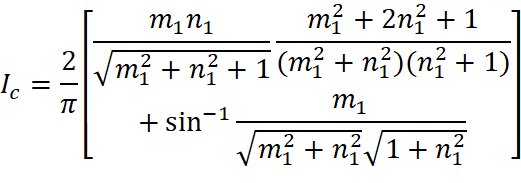 I_c = \frac{2}{\pi} \left[ \frac{m_1 n_1}{\sqrt{m_1^2 + n_1^2 + 1}} \frac{m_1^2 + 2n_1^2 + 1}{(m_1^2 + n_1^2)(n_1^2 + 1)} \right.
\left. + \sin^{-1} \frac{m_1}{\sqrt{m_1^2 + n_1^2} \sqrt{1 + n_1^2}} \right]